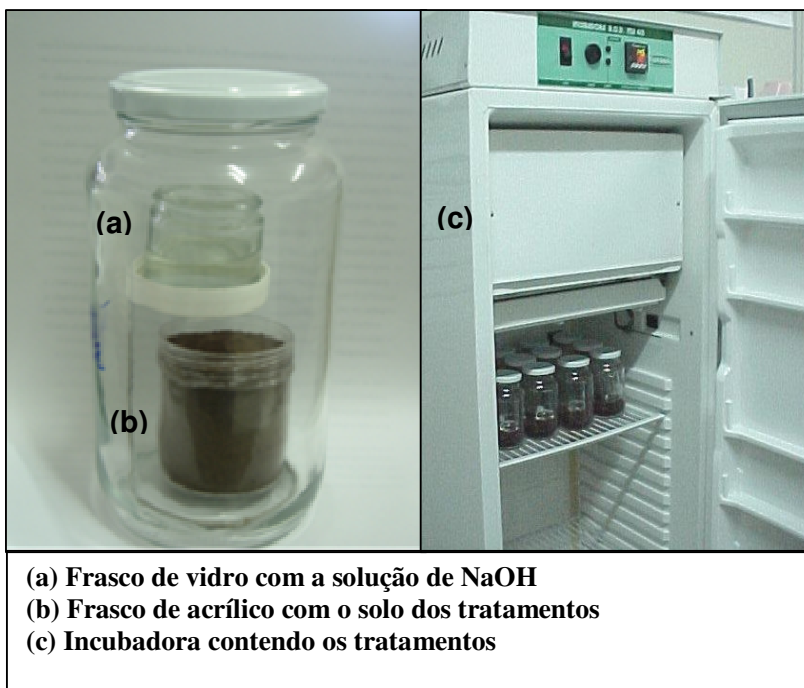 (a)
(b)
(c)
(a) Frasco de vidro com a solução de NaOH
(b) Frasco de acrílico com o solo dos tratamentos
(c) Incubadora contendo os tratamentos